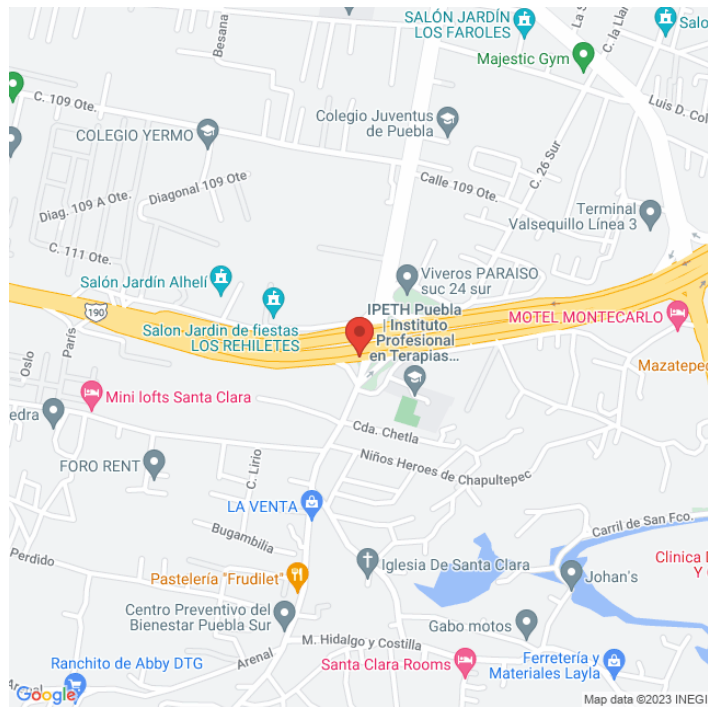 SALÓN JARDÍN
LOS FAROLES
Salo
C. la Llar
La S
Besana
Majestic Gym
C. 109 Ote.
Luis D. Col
Colegio Juventus
de Puebla
COLEGIO YERMO
C. 26 Sur
Calle 109 Ote.
Diagonal 109 Ote
Diag. 109 A Ote.
Terminal
Valsequillo Línea 3
C. 111 Ote.
Salón Jardín Alhelí
Viveros PARAISO
suc 24 sur
190
IPETH Puebla
| Instituto
Profesional
en Terapias...
MOTEL MONTECARLO
Salon Jardin de fiestas
LOS REHILETES
Oslo
París
Mazatepec
Mini lofts Santa Clara
edra
Cda. Chetla
Niños Heroes de Chapultepec
FORO RENT
C. Lirio
LA VENTA
Bugambilia
Carril de San Fco.
Perdido
Iglesia De Santa Clara
Clinica D
Y C
Pastelería "Frudilet"
Johan's
Centro Preventivo del
Bienestar Puebla Sur
Gabo motos
M. Hidalgo y Costilla
Arenal
Ranchito de Abby DTG
Santa Clara Rooms
Ferretería y
Materiales Layla
Google
Map data ©2023 INEGI